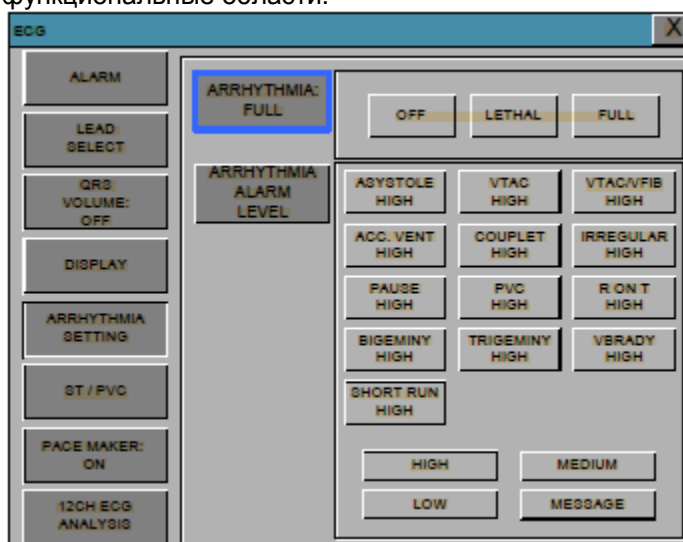 функциональные области.
ECG
X
ALARM
LEAD
SELECT
QRS
VOLUME:
OFF
DISPLAY
ARRHYTHMIA
SETTING
ST / PVC
PACE MAKER:
ON
12CH ECG
ANALYSIS
ARRHYTHMIA:
FULL
OFF LETHAL FULL
ARRHYTHMIA
ALARM
LEVEL
ASYSTOLE
HIGH
VTAC
HIGH
VTAC/VFIB
HIGH
ACC. VENT
HIGH
COUPLET
HIGH
IRREGULAR
HIGH
PAUSE
HIGH
PVC
HIGH
R ON T
HIGH
BIGEMINY
HIGH
TRIGEMINY
HIGH
VBRADY
HIGH
SHORT RUN
HIGH
HIGH MEDIUM
LOW MESSAGE